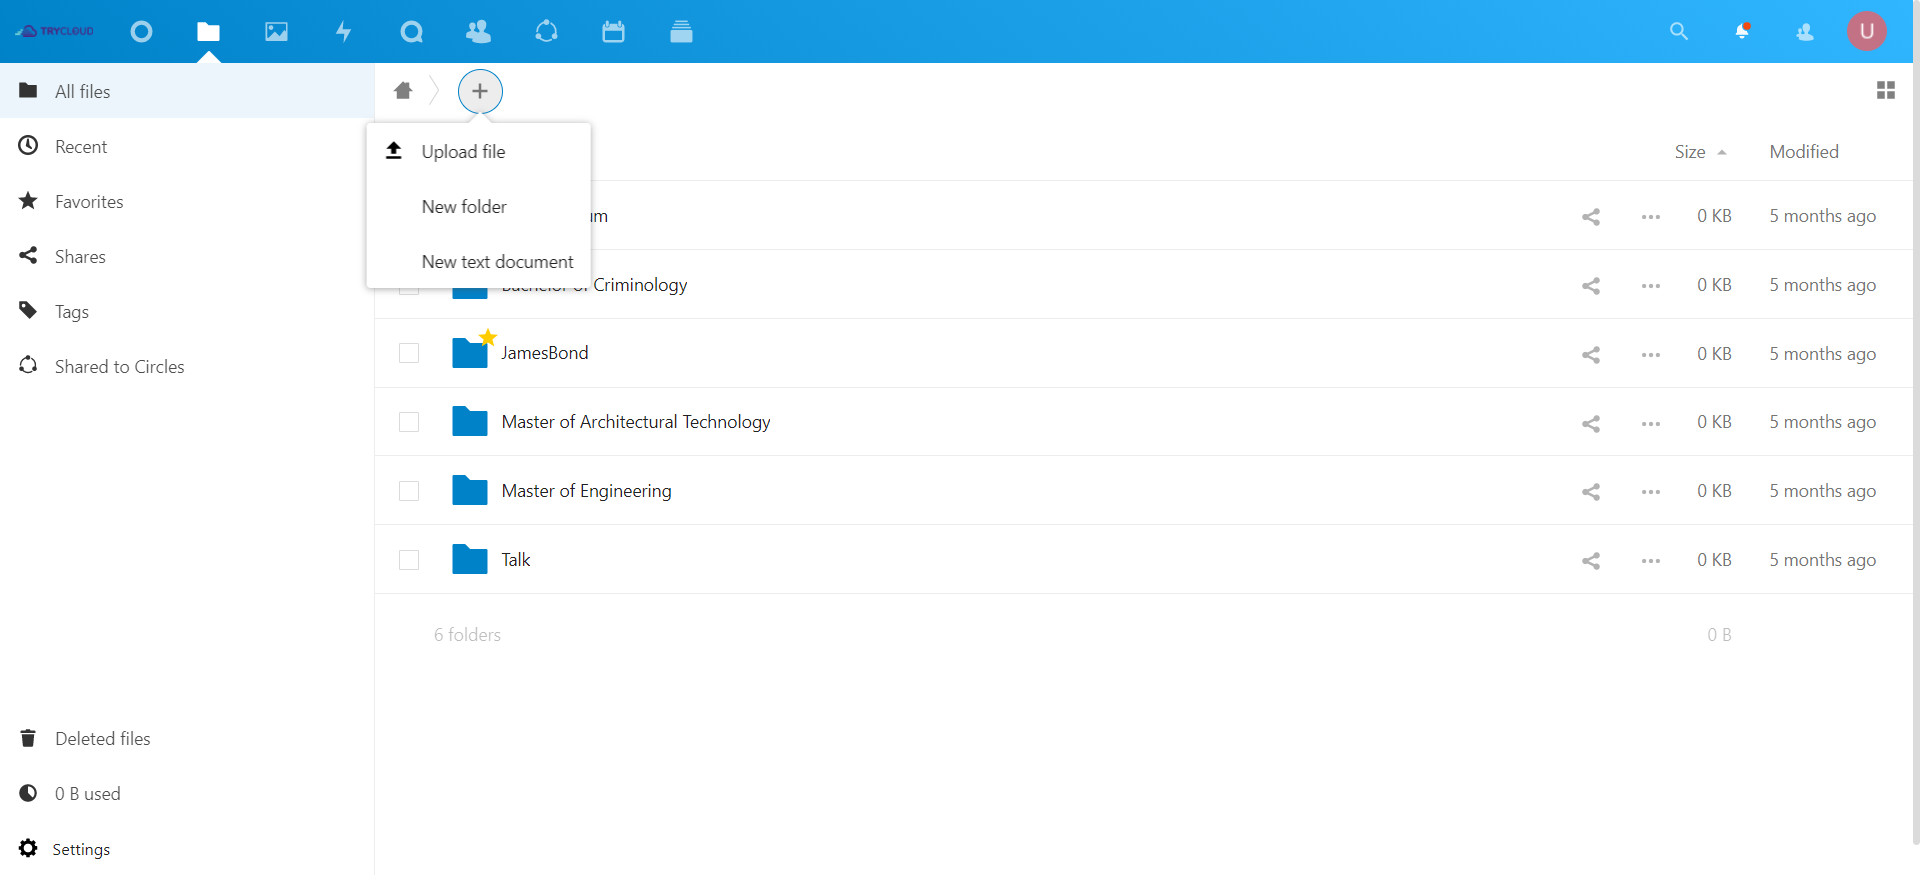 TRYCLOUD
U
All files
Recent
Favorites
Shares
Tags
Shared to Circles
Deleted files
0 B used
Settings
Upload file
New folder
New text document
Size
Modified
0 KB
5 months ago
Bachelor of Criminology
0 KB
5 months ago
JamesBond
0 KB
5 months ago
Master of Architectural Technology
0 KB
5 months ago
Master of Engineering
0 KB
5 months ago
Talk
0 KB
5 months ago
6 folders
0 B